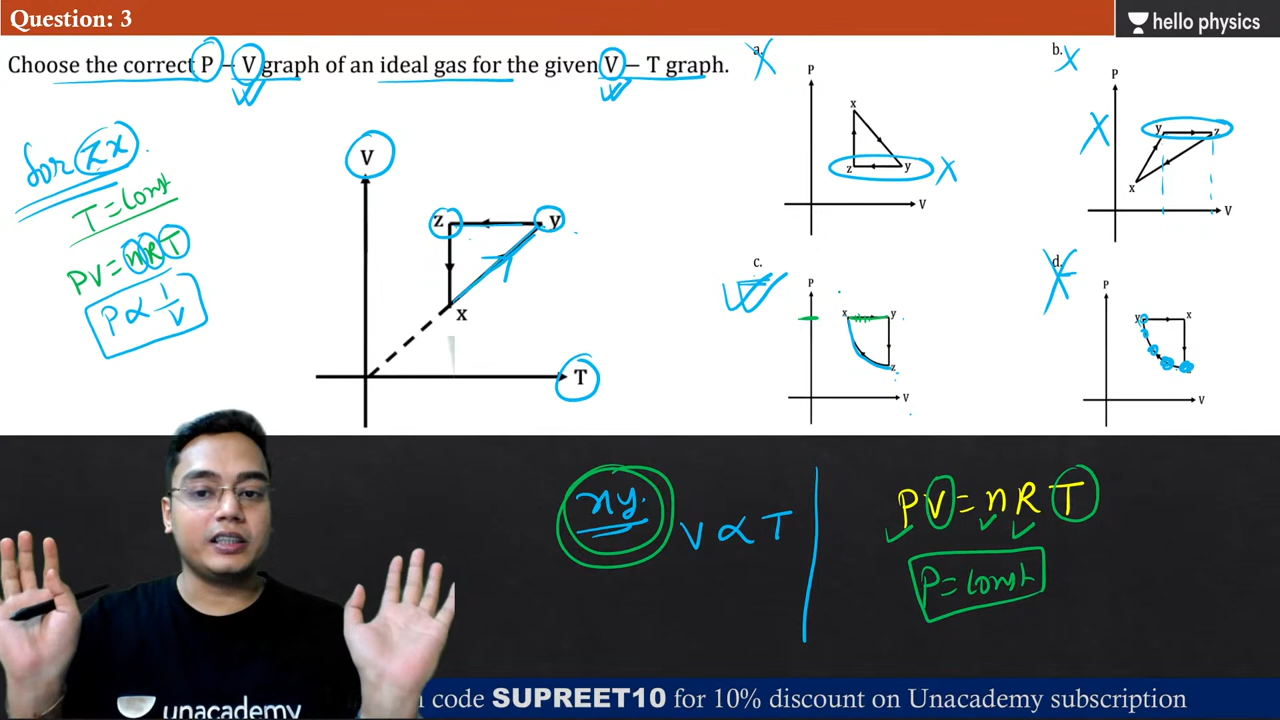 Question: 3
hello physics
Choose the correct P – V graph of an ideal gas for the given V – T graph.
for zx
T = const
PV = nRT
P ∝ 1/V
V
z
y
x
T
a.
P
x
z
y
V
X
b.
P
y
z
x
V
X
c.
P
x
y
z
V
d.
P
y
x
V
xy.
V ∝ T
PV = nRT
P = const
unacademy
code SUPREET10 for 10% discount on Unacademy subscription